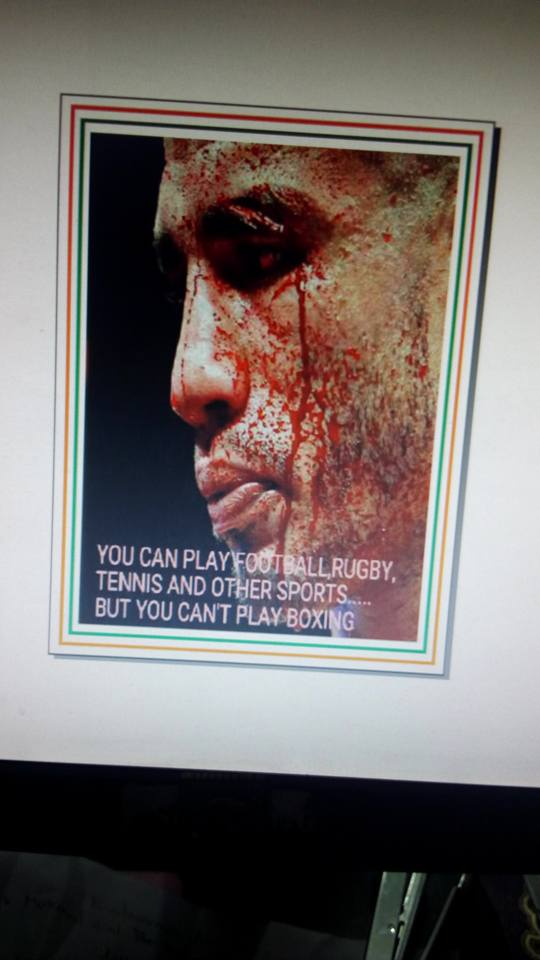 YOU CAN PLAY FOOTBALL,RUGBY,
TENNIS AND OTHER SPORTS.....
BUT YOU CAN'T PLAY BOXING